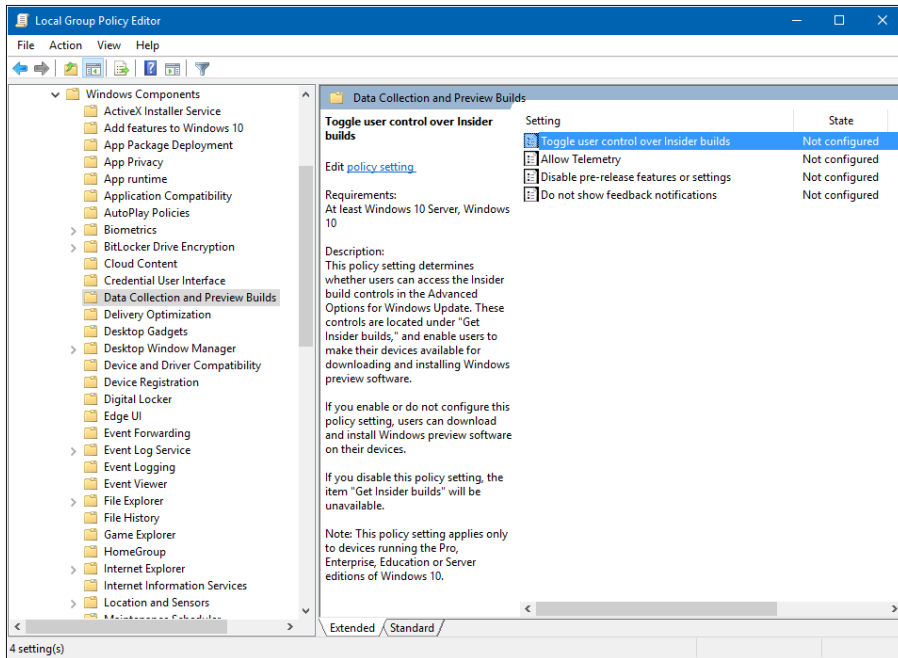 Local Group Policy Editor
File Action View Help
Windows Components
ActiveX Installer Service
Add features to Windows 10
App Package Deployment
App Privacy
App runtime
Application Compatibility
AutoPlay Policies
Biometrics
BitLocker Drive Encryption
Cloud Content
Credential User Interface
Data Collection and Preview Builds
Delivery Optimization
Desktop Gadgets
Desktop Window Manager
Device and Driver Compatibility
Device Registration
Digital Locker
Edge UI
Event Forwarding
Event Log Service
Event Logging
Event Viewer
File Explorer
File History
Game Explorer
HomeGroup
Internet Explorer
Internet Information Services
Location and Sensors
Maintenance Scheduler
Data Collection and Preview Builds
Toggle user control over Insider
builds
Edit policy setting
Requirements:
At least Windows 10 Server, Windows
10
Description:
This policy setting determines
whether users can access the Insider
build controls in the Advanced
Options for Windows Update. These
controls are located under "Get
Insider builds," and enable users to
make their devices available for
downloading and installing Windows
preview software.
If you enable or do not configure this
policy setting, users can download
and install Windows preview software
on their devices.
If you disable this policy setting, the
item "Get Insider builds" will be
unavailable.
Note: This policy setting applies only
to devices running the Pro,
Enterprise, Education or Server
editions of Windows 10.
Setting State
Toggle user control over Insider builds Not configured
Allow Telemetry Not configured
Disable pre-release features or settings Not configured
Do not show feedback notifications Not configured
Extended Standard
4 setting(s)